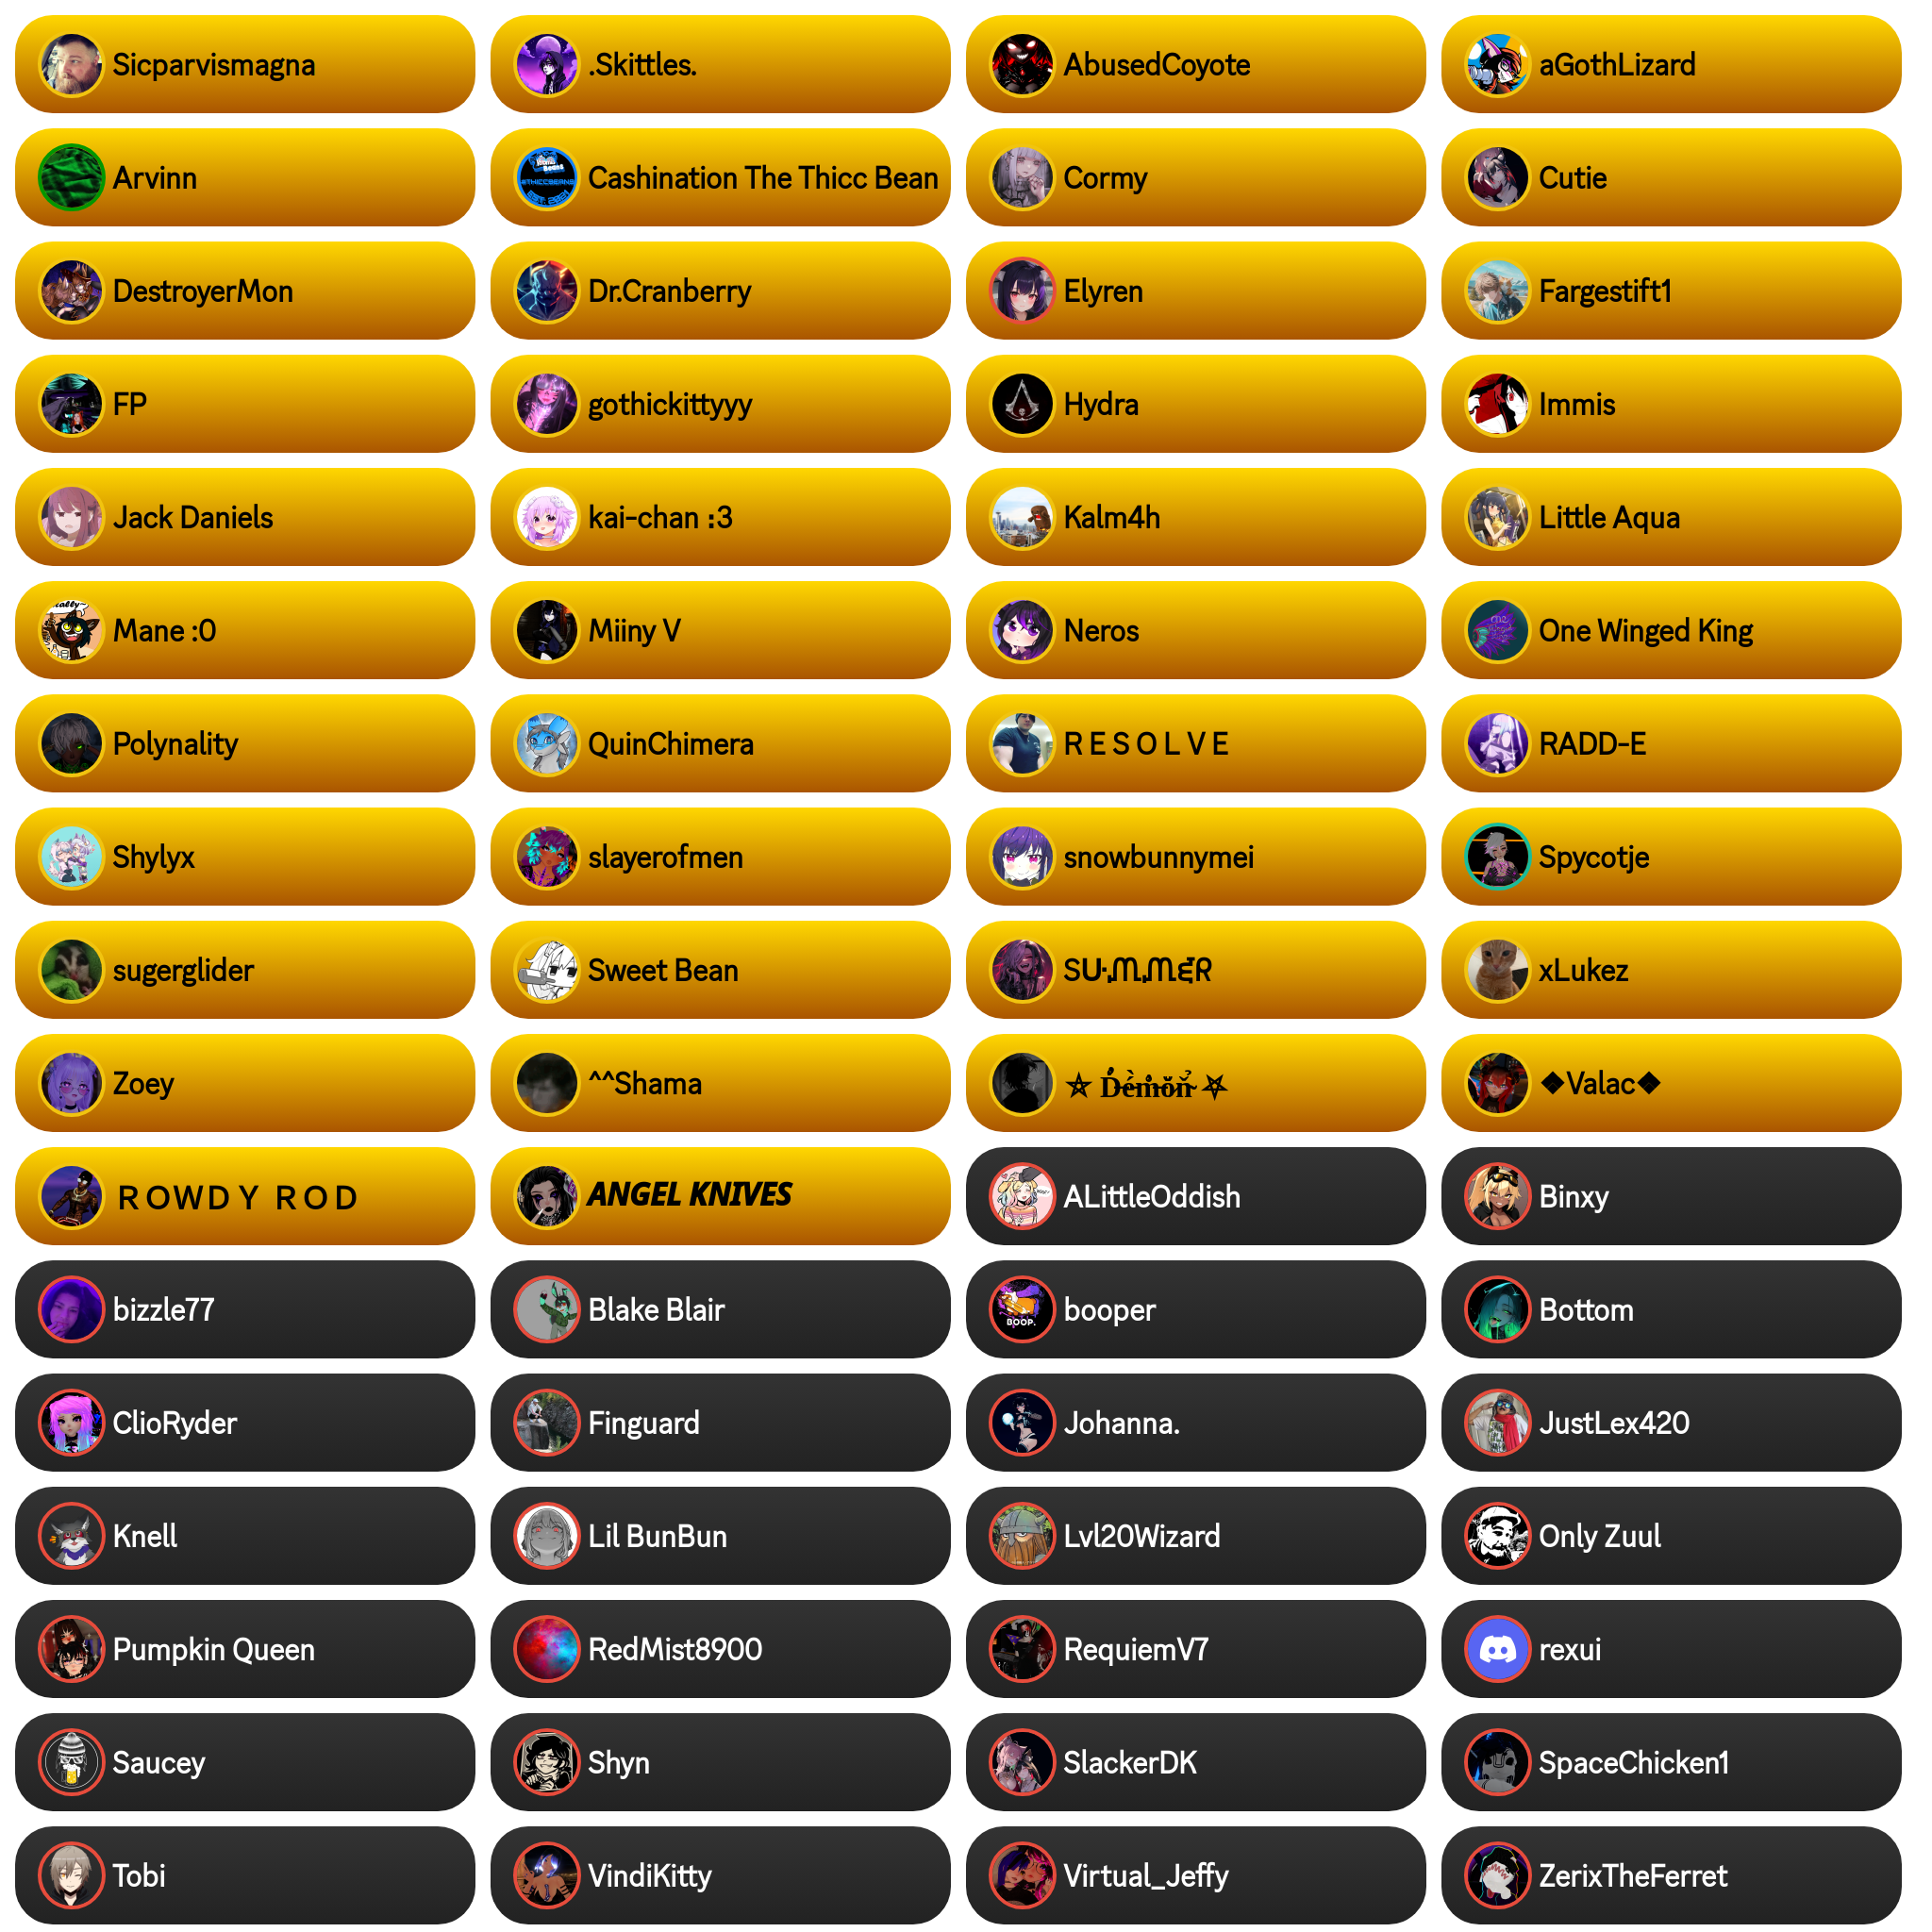 Sicparvismagna
.Skittles.
AbusedCoyote
aGothLizard
Arvinn
Cashination The Thicc Bean
Cormy
Cutie
DestroyerMon
Dr.Cranberry
Elyren
Fargestift1
FP
gothickittyyy
Hydra
Immis
Jack Daniels
kai-chan :3
Kalm4h
Little Aqua
Mane :0
Miiny V
Neros
One Winged King
Polynality
QuinChimera
R E S O L V E
RADD-E
Shylyx
slayerofmen
snowbunnymei
Spycotje
sugerglider
Sweet Bean
xLukez
Zoey
^^Shama
❖Valac❖
R O W D Y R O D
ANGEL KNIVES
ALittleOddish
Binxy
bizzle77
Blake Blair
BOOP.
booper
Bottom
ClioRyder
Finguard
Johanna.
JustLex420
Knell
Lil BunBun
Lvl20Wizard
Only Zuul
Pumpkin Queen
RedMist8900
RequiemV7
rexui
Saucey
Shyn
SlackerDK
SpaceChicken1
Tobi
VindiKitty
Virtual_Jeffy
ZerixTheFerret